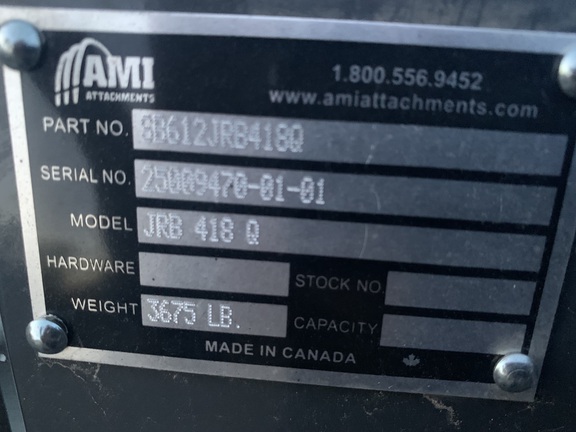 AMI
ATTACHMENTS
1.800.556.9452
www.amiattachments.com
PART NO. SB612JRB418Q
SERIAL NO. 25009470-01-01
MODEL JRB 418 Q
HARDWARE
STOCK NO.
WEIGHT 3675 LB.
CAPACITY
MADE IN CANADA